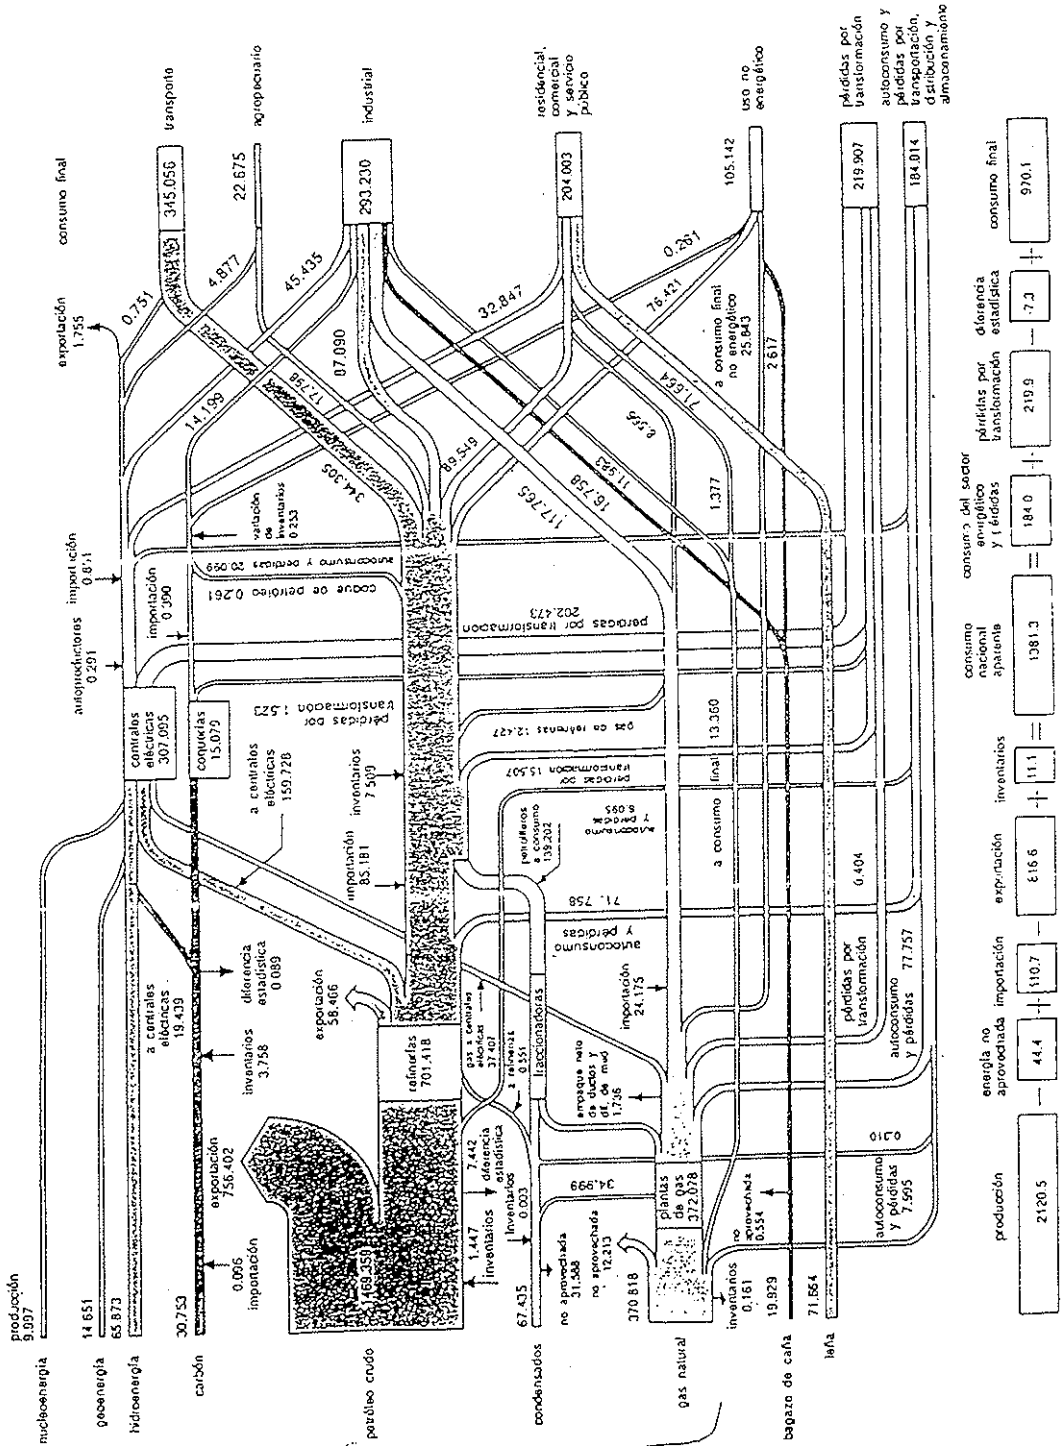 producción
nucleoenergía
9.097
geoenergía
14.651
hidroenergía
65.873
carbón
30.753
0.096
importación
exportación
756.402
inventarios
3.758
a centrales
eléctricas
19.439
diferencia
estadística
0.089
petróleo crudo
1469.359
1.447
inventarios
7.442
diferencia
estadística
refinerías
701.418
exportación
58.466
condensados
67.435
no aprovechada
31.588
Inventarios
0.003
a refinerías
0.551
gas a centrales
eléctricas
37.407
fraccionadoras
no aprovechada
12.213
34.999
gas natural
370.818
plantas
de gas
372.078
empaque neto
de ductos y
dif. de med
1.736
importación
24.175
inventarios
0.161
no
aprovechada
0.554
bagazo de caña
19.929
leña
71.664
autoconsumo
y pérdidas
7.995
0.310
autoconsumo
y pérdidas
77.757
pérdidas por
transformación
0.404
autoconsumo
y pérdidas
71.758
petrolíferos
a consumo
139.202
autoconsumo
y pérdidas
6.095
pérdidas por
transformación 15.507
a consumo final 13.360
gas de refinerías 12.427
importación
85.181
inventarios
7.509
a centrales
eléctricas
159.728
centrales
eléctricas
307.095
coquerías
15.079
pérdidas por
transformación 1.523
autoproductores
0.291
importación
0.390
importación
pérdidas por transformación
202.473
coque de petróleo 0.261
autoconsumo y pérdidas 20.099
variación
de
inventarios
0.253
exportación
1.755
consumo final
0.751
4.877
45.435
14.199
17.798
344.305
87.090
32.847
89.549
76.421
0.261
117.765
16.758
11.923
8.566
1.377
71.664
a consumo final
no energético
25.843
2.617
345.056
transporte
22.675
agropecuario
293.230
industrial
204.003
residencial,
comercial
y servicio
público
105.142
uso no
energético
219.907
pérdidas por
transformación
184.014
autoconsumo y
pérdidas por
transportación,
distribución y
almacenamiento
producción
2120.5
—
energía no
aprovechada
44.4
+
importación
110.7
—
exportación
816.6
+
inventarios
11.1
=
consumo
nacional
aparente
1381.3
=
consumo del sector
energético
y pérdidas
184.0
+
pérdidas por
transformación
219.9
—
diferencia
estadística
-7.3
+
consumo final
970.1